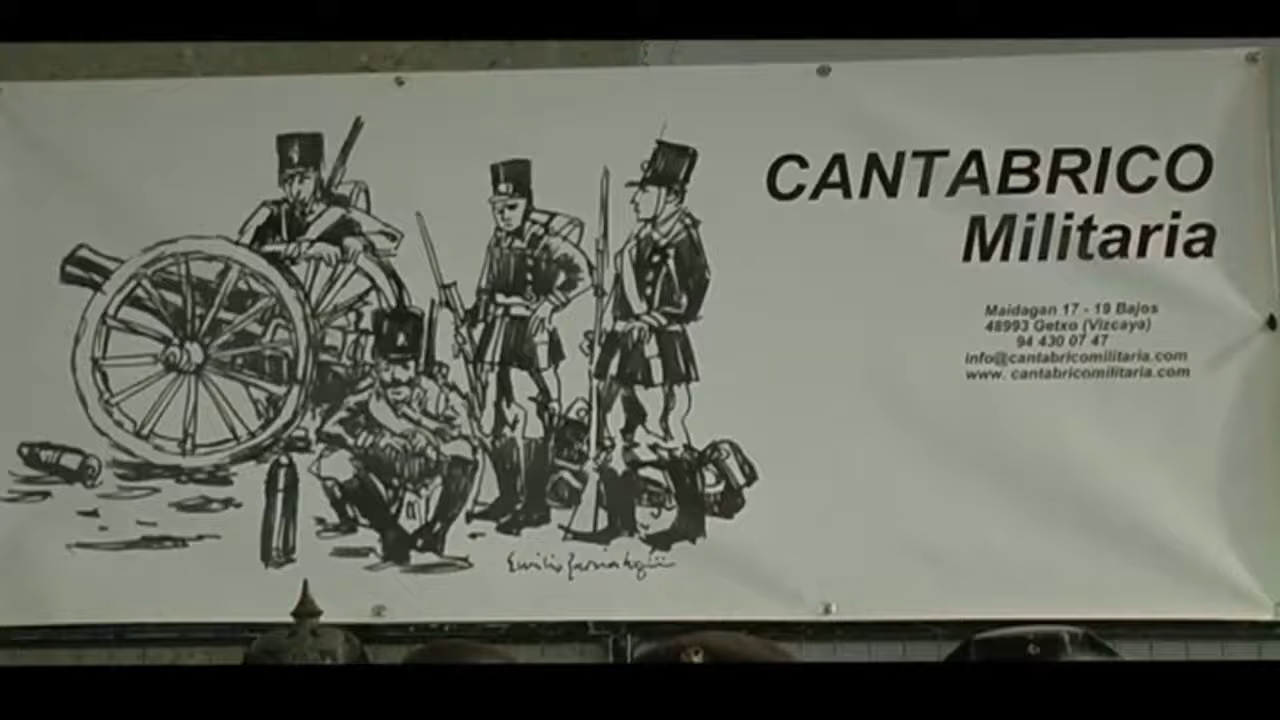 CANTABRICO
Militaria
Maidagan 17 - 19 Bajos
48993 Getxo (Vizcaya)
94 430 07 47
info@cantabricomilitaria.com
www. cantabricomilitaria.com
Emilio